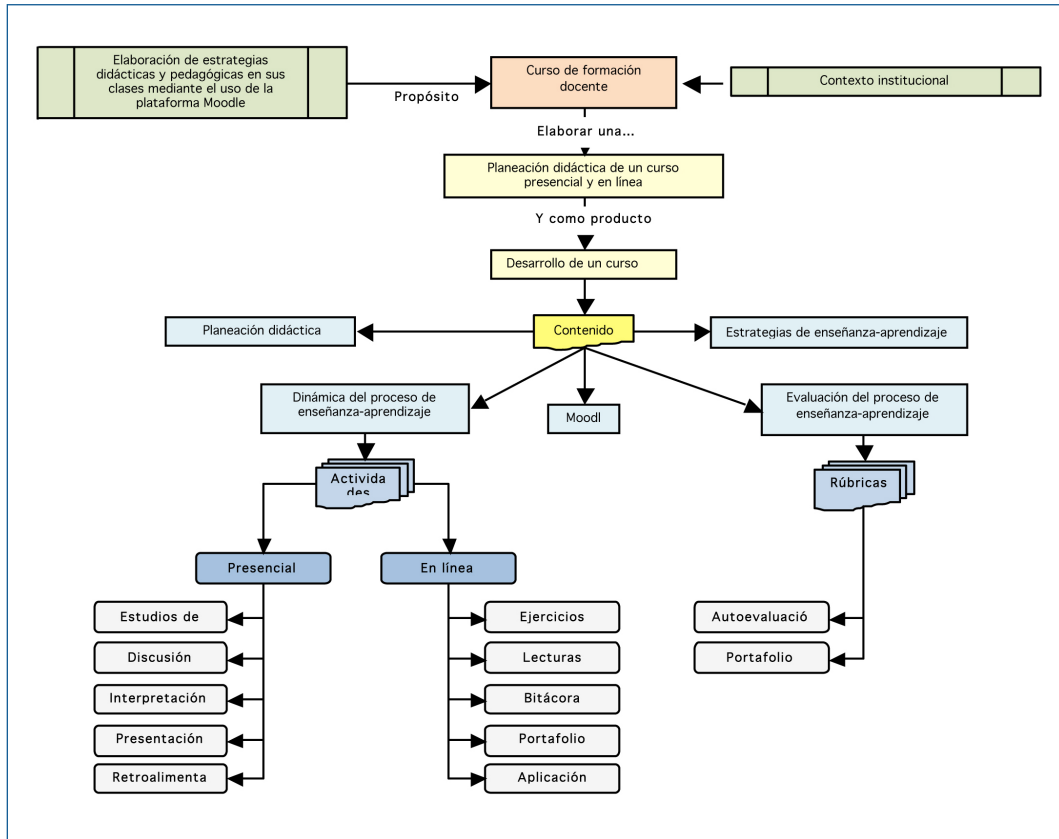 Elaboración de estrategias
didácticas y pedagógicas en sus
clases mediante el uso de la
plataforma Moodle
Propósito
Curso de formación
docente
Contexto institucional
Elaborar una...
Planeación didáctica de un curso
presencial y en línea
Y como producto
Desarrollo de un curso
Planeación didáctica
Contenido
Estrategias de enseñanza-aprendizaje
Dinámica del proceso de
enseñanza-aprendizaje
Moodl
Evaluación del proceso de
enseñanza-aprendizaje
Activida
des
Rúbricas
Presencial
En línea
Estudios de
Discusión
Interpretación
Presentación
Retroalimenta
Ejercicios
Lecturas
Bitácora
Portafolio
Aplicación
Autoevaluació
Portafolio